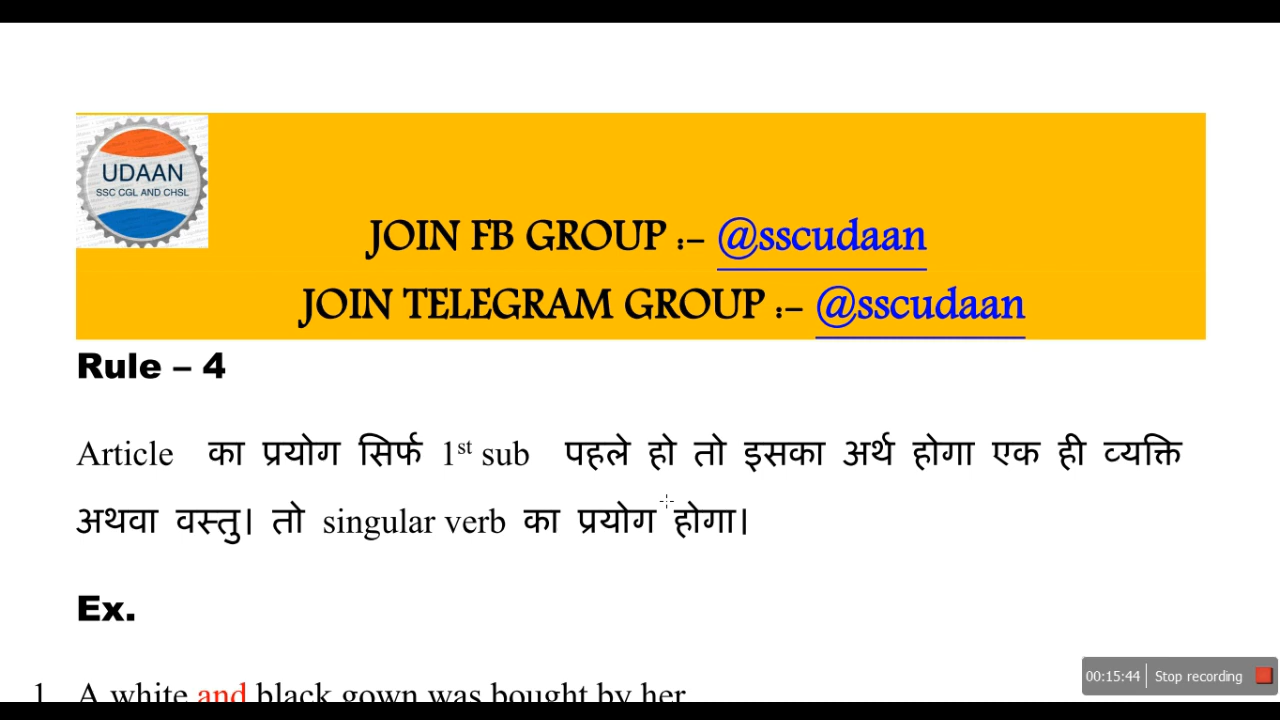 UDAAN
SSC CGL AND CHSL
JOIN FB GROUP :– @sscudaan
JOIN TELEGRAM GROUP :– @sscudaan
Rule – 4
Article का प्रयोग सिर्फ 1st sub पहले हो तो इसका अर्थ होगा एक ही व्यक्ति
अथवा वस्तु। तो singular verb का प्रयोग होगा।
Ex.
1. A white and black gown was bought by her.
00:15:44 Stop recording